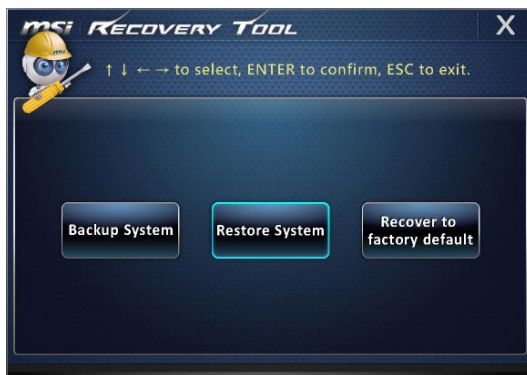 msi RECOVERY TOOL X
↑ ↓ ← → to select, ENTER to confirm, ESC to exit.
Backup System
Restore System
Recover to
factory default